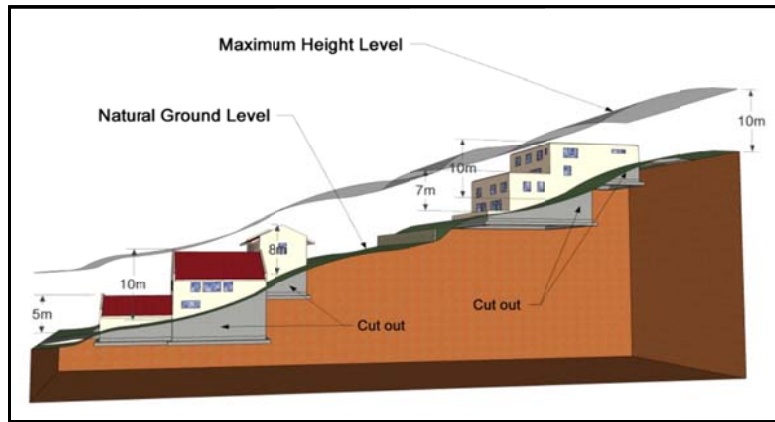 Maximum Height Level
Natural Ground Level
10m
10m
7m
8m
10m
5m
Cut out
Cut out